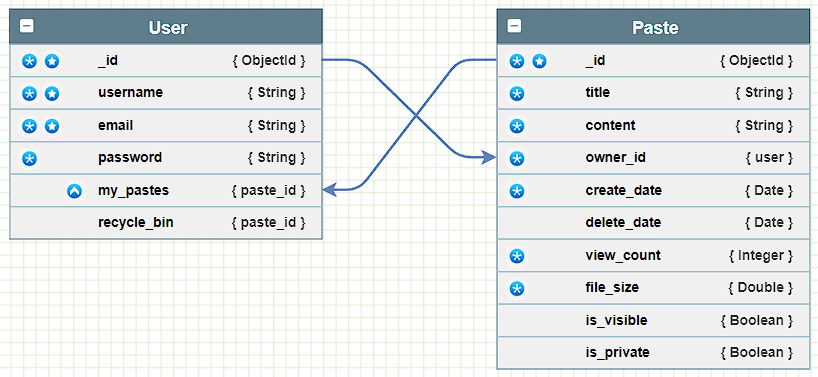 User
_id { ObjectId }
username { String }
email { String }
password { String }
my_pastes { paste_id }
recycle_bin { paste_id }
Paste
_id { ObjectId }
title { String }
content { String }
owner_id { user }
create_date { Date }
delete_date { Date }
view_count { Integer }
file_size { Double }
is_visible { Boolean }
is_private { Boolean }